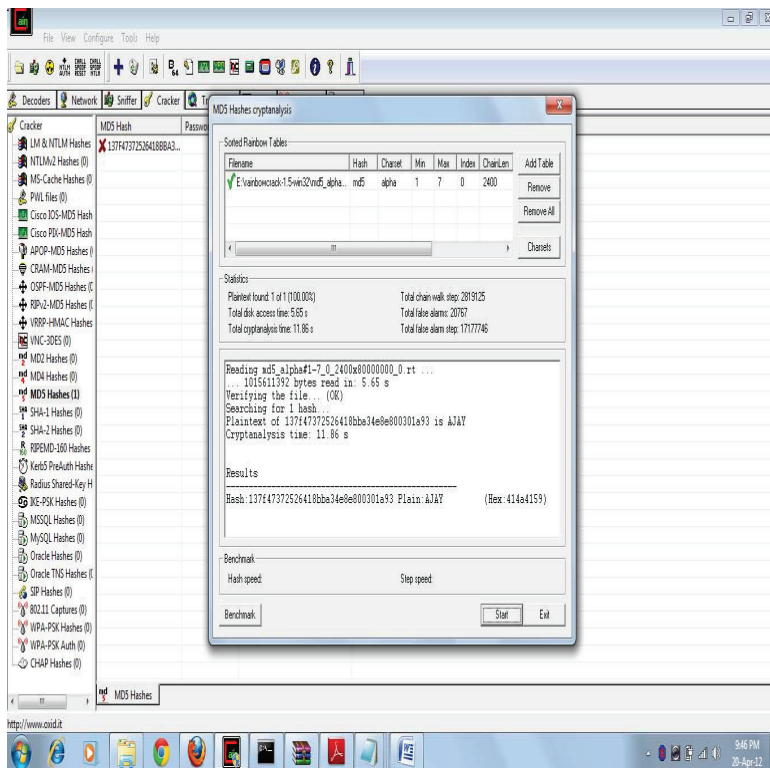 File View Configure Tools Help
Decoders Network Sniffer Cracker
Cracker
LM & NTLM Hashes
NTLMv2 Hashes (0)
MS-Cache Hashes (0
PWL files (0)
Cisco IOS-MD5 Hash
Cisco PIX-MD5 Hash
APOP-MD5 Hashes (
CRAM-MD5 Hashes
OSPF-MD5 Hashes (
RIPv2-MD5 Hashes (
VRRP-HMAC Hashes
VNC-3DES (0)
MD2 Hashes (0)
MD4 Hashes (0)
MD5 Hashes (1)
SHA-1 Hashes (0)
SHA-2 Hashes (0)
RIPEMD-160 Hashes
Kerb5 PreAuth Hashe
Radius Shared-Key H
IKE-PSK Hashes (0)
MSSQL Hashes (0)
MySQL Hashes (0)
Oracle Hashes (0)
Oracle TNS Hashes (
SIP Hashes (0)
802.11 Captures (0)
WPA-PSK Hashes (0)
WPA-PSK Auth (0)
CHAP Hashes (0)
MD5 Hash Passwo
137F47372526418BBA3...
MD5 Hashes cryptanalysis
Sorted Rainbow Tables
Filename Hash Charset Min Max Index ChainLen
E:\rainbowcrack-1.5-win32\md5_alpha... md5 alpha 1 7 0 2400
Add Table
Remove
Remove All
Charsets
Statistics
Plaintext found: 1 of 1 (100.00%) Total chain walk step: 2819125
Total disk access time: 5.65 s Total false alarms: 20767
Total cryptanalysis time: 11.86 s Total false alarm step: 17177746
Reading md5_alpha#1-7_0_2400x80000000_0.rt ...
... 1015611392 bytes read in: 5.65 s
Verifying the file... (OK)
Searching for 1 hash...
Plaintext of 137f47372526418bba34e8e800301a93 is AJAY
Cryptanalysis time: 11.86 s
Results
Hash:137f47372526418bba34e8e800301a93 Plain:AJAY (Hex:414a4159)
Benchmark
Hash speed: Step speed:
Benchmark Start Exit
MD5 Hashes
http://www.oxid.it
9:46 PM
20-Apr-12